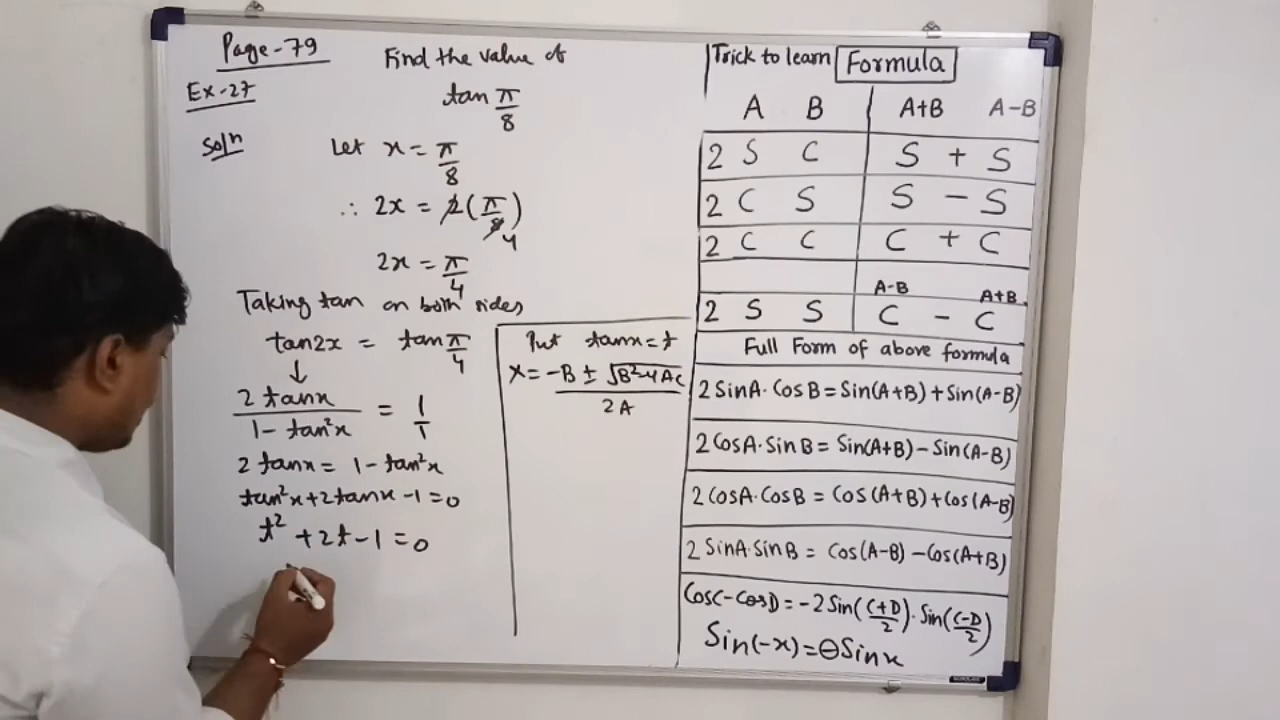 Page-79
Find the value of
Ex-27
tan π/8
Soln
Let x = π/8
∴ 2x = 2(π/8) 4
2x = π/4
Taking tan on both sides
tan2x = tan π/4
↓
2 tanx / 1 - tan²x = 1/1
2 tanx = 1 - tan²x
tan²x + 2tanx - 1 = 0
t² + 2t - 1 = 0
Put tanx = t
X = -B ± √B²-4AC / 2A
Trick to learn Formula
A B A+B A-B
2 S C S + S
2 C S S - S
2 C C C + C
A-B A+B
2 S S C - C
Full Form of above formula
2 SinA·CosB = Sin(A+B) + Sin(A-B)
2 CosA·SinB = Sin(A+B) - Sin(A-B)
2 CosA·CosB = Cos(A+B) + Cos(A-B)
2 SinA·SinB = Cos(A-B) - Cos(A+B)
CosC - CosD = -2 Sin(C+D/2)·Sin(C-D/2)
Sin(-x) = ⊖Sinx